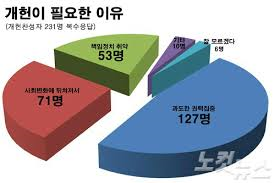 개헌이 필요한 이유
(개헌찬성자 231명 복수응답)
책임정치 취약
53명
기타
10명
잘 모르겠다
6명
사회변화에 뒤쳐져서
71명
과도한 권력집중
127명
노컷뉴스